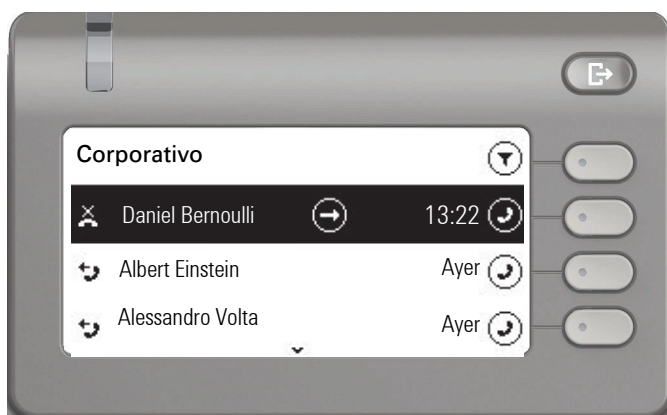 Corporativo
Daniel Bernoulli 13:22
Albert Einstein Ayer
Alessandro Volta Ayer